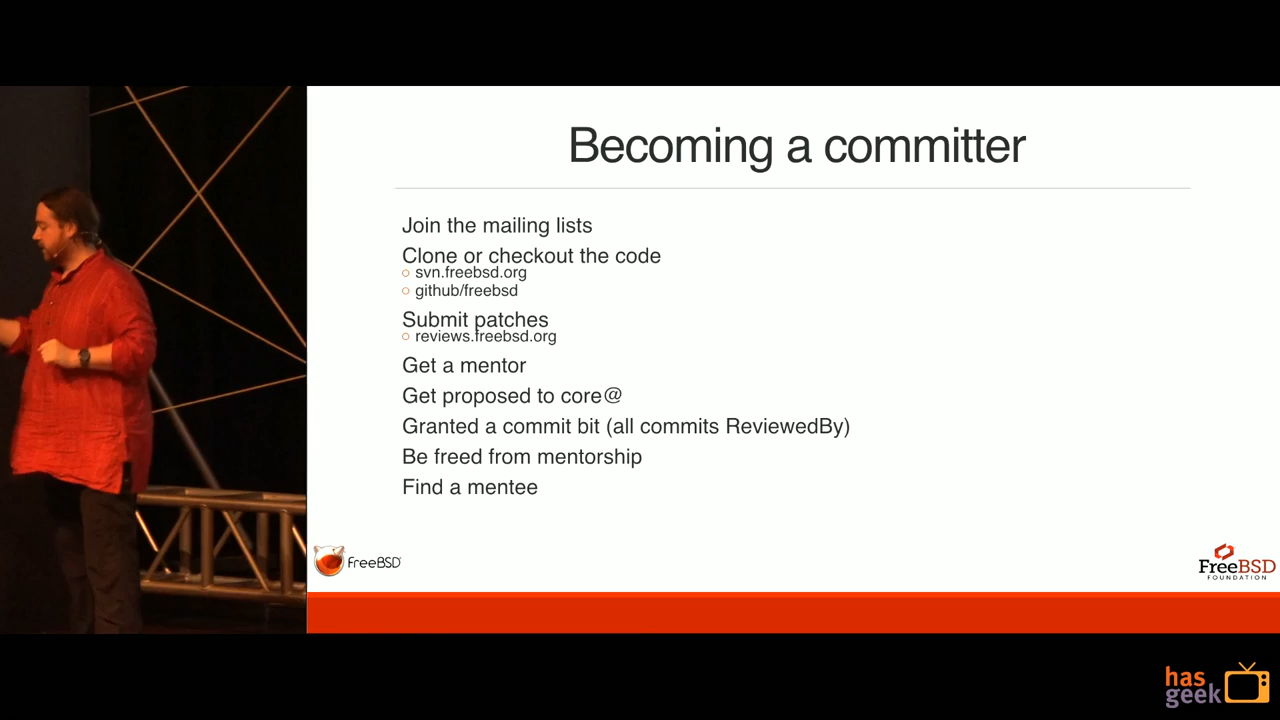 Becoming a committer
Join the mailing lists
Clone or checkout the code
svn.freebsd.org
github/freebsd
Submit patches
reviews.freebsd.org
Get a mentor
Get proposed to core@
Granted a commit bit (all commits ReviewedBy)
Be freed from mentorship
Find a mentee
FreeBSD
FreeBSD
FOUNDATION
has
geek